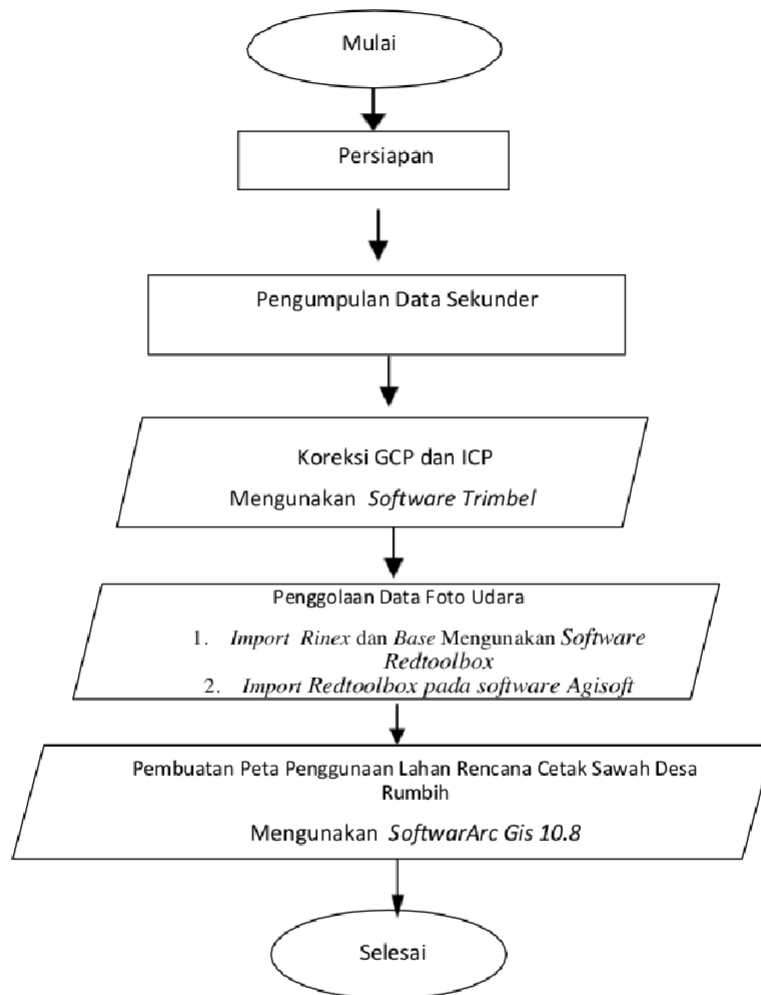 Mulai
Persiapan
Pengumpulan Data Sekunder
Koreksi GCP dan ICP
Mengunakan Software Trimbel
Penggolaan Data Foto Udara
1. Import Rinex dan Base Mengunakan Software
Redtoolbox
2. Import Redtoolbox pada software Agisoft
Pembuatan Peta Penggunaan Lahan Rencana Cetak Sawah Desa
Rumbih
Mengunakan SoftwarArc Gis 10.8
Selesai